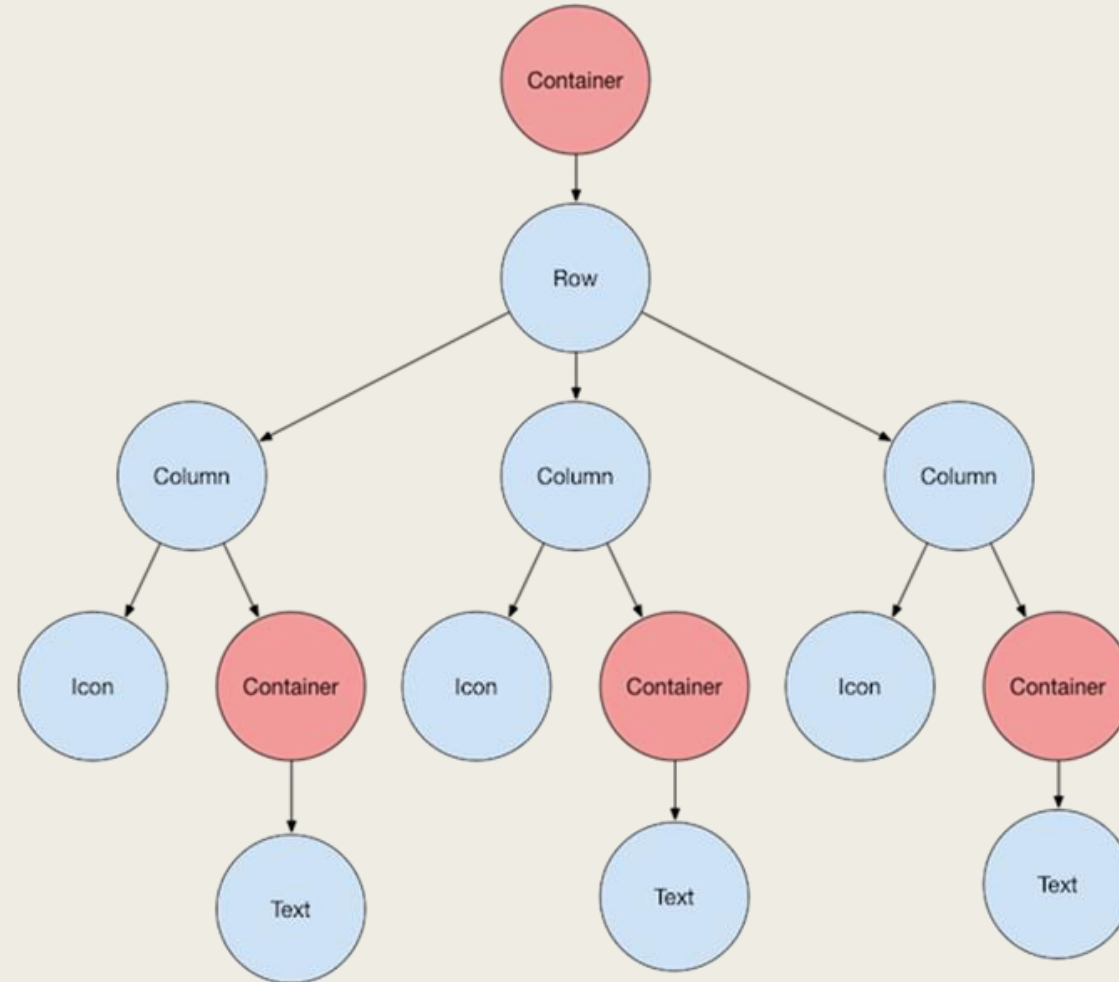 Container
Row
Column
Column
Column
Icon
Container
Icon
Container
Icon
Container
Text
Text
Text